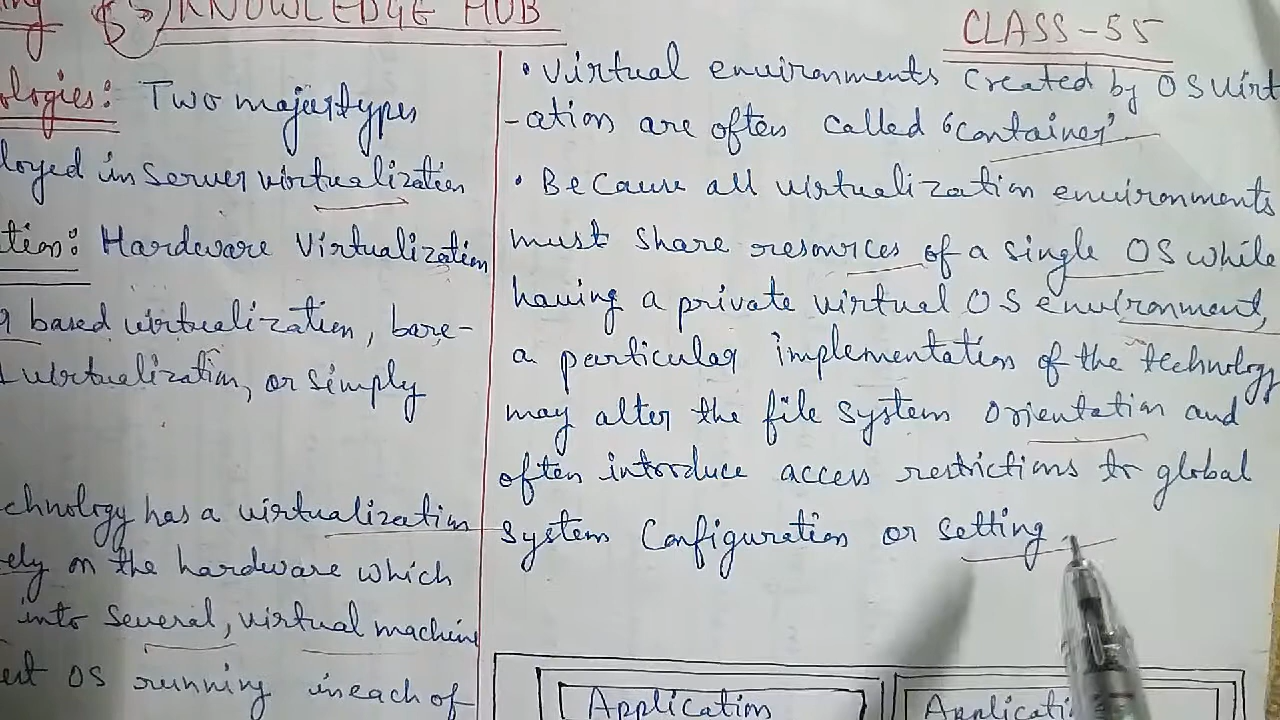 KNOWLEDGE HUB
CLASS-55
ologies: Two major types
loyed in Server virtualization
tion: Hardware Virtualization
based virtualization, bare-
virtualization, or simply
chnology has a virtualization
ely on the hardware which
into Several, virtual machine
ent OS running in each of
• Virtual environments created by OS virt
-ation are often called "Container"
• Because all virtualization environments
must share resources of a single OS while
having a private virtual OS environment,
a particular implementation of the technology
may alter the file system orientation and
often introduce access restrictions to global
System Configuration or Setting.
Application
Applicati